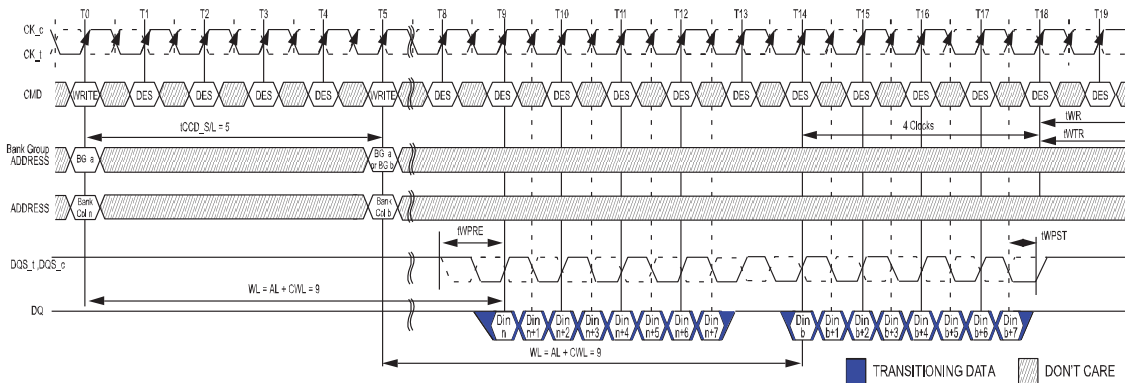 T0 T1 T2 T3 T4 T5 T8 T9 T10 T11 T12 T13 T14 T15 T16 T17 T18 T19
CK_c
CK_t
CMD WRITE DES DES DES DES WRITE DES DES DES DES DES DES DES DES DES DES DES DES
tCCD_S/L = 5
4 Clocks
tWR
tWTR
Bank Group
ADDRESS
BG a
BG a
or BG b
ADDRESS
Bank
Col n
Bank
Col b
tWPRE
tWPST
DQS_t ,DQS_c
WL = AL + CWL = 9
DQ
Din
n
Din
n+1
Din
n+2
Din
n+3
Din
n+4
Din
n+5
Din
n+6
Din
n+7
Din
b
Din
b+1
Din
b+2
Din
b+3
Din
b+4
Din
b+5
Din
b+6
Din
b+7
WL = AL + CWL = 9
TRANSITIONING DATA
DON'T CARE